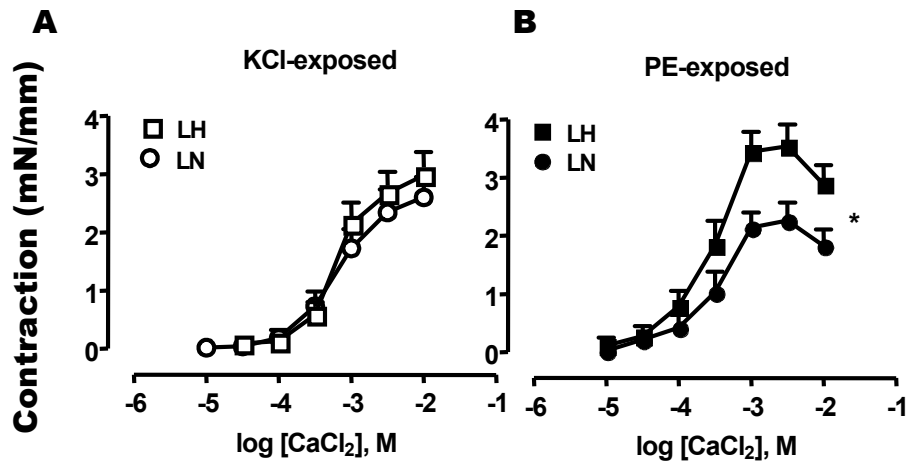 A
B
KCl-exposed
PE-exposed
Contraction (mN/mm)
4
3
2
1
0
LH
LN
-6 -5 -4 -3 -2 -1
log [CaCl₂], M
4
3
2
1
0
LH
LN
*
-6 -5 -4 -3 -2 -1
log [CaCl₂], M